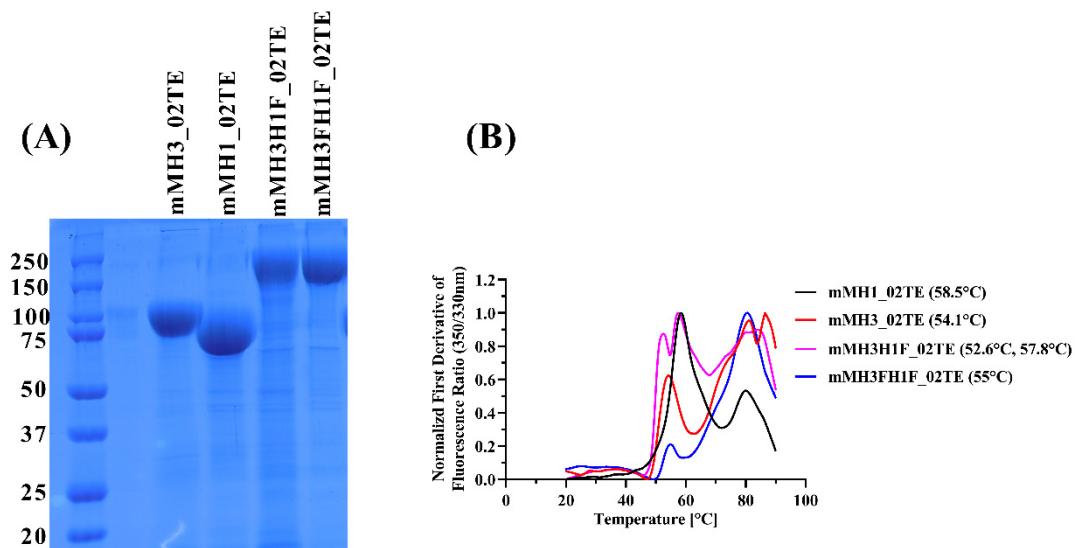 (A)
mMH3_02TE
mMH1_02TE
mMH3H1F_02TE
mMH3FH1F_02TE
250
150
100
75
50
37
25
20
(B)
Normalizd First Derivative of
Fluorescence Ratio (350/330nm)
1.2
1.0
0.8
0.6
0.4
0.2
0.0
0 20 40 60 80 100
Temperature [°C]
mMH1_02TE (58.5°C)
mMH3_02TE (54.1°C)
mMH3H1F_02TE (52.6°C, 57.8°C)
mMH3FH1F_02TE (55°C)